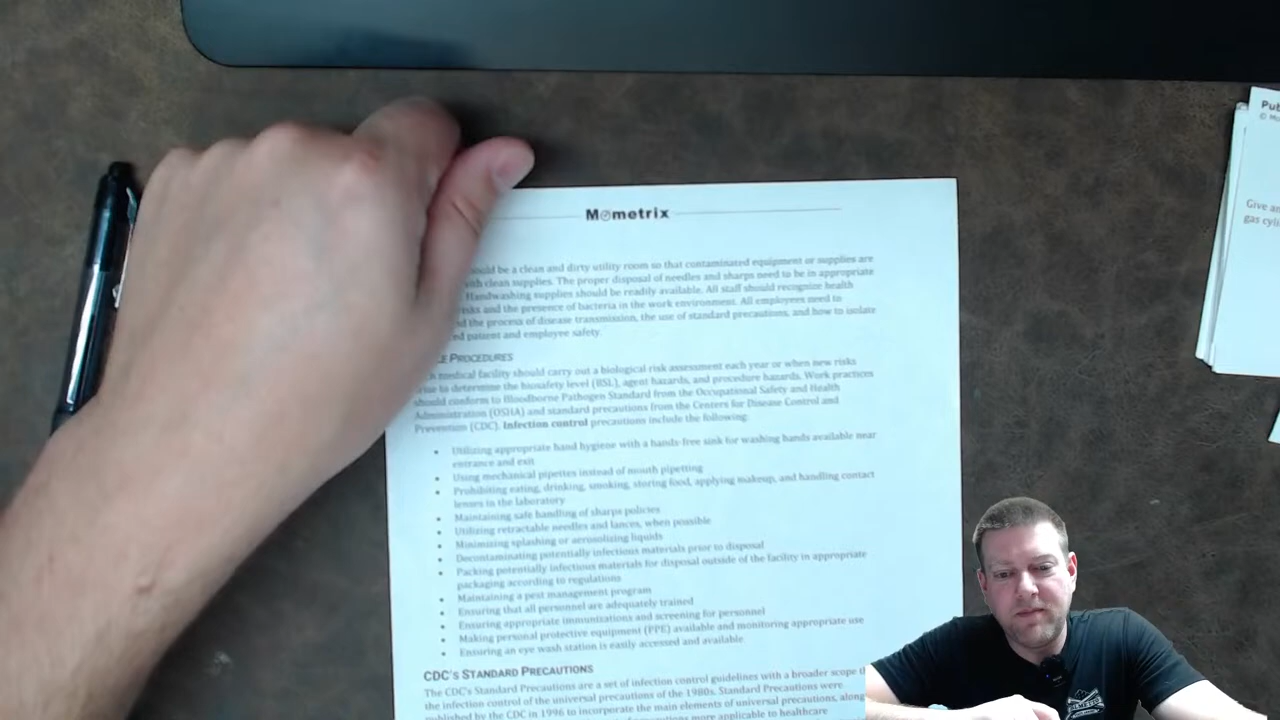 Mometrix
should be a clean and dirty utility room so that contaminated equipment or supplies are
with clean supplies. The proper disposal of needles and sharps need to be in appropriate
Handwashing supplies should be readily available. All staff should recognize health
risks and the presence of bacteria in the work environment. All employees need to
the process of disease transmission, the use of standard precautions, and how to isolate
patient and employee safety.
PROCEDURES
medical facility should carry out a biological risk assessment each year or when new risks
to determine the biosafety level (BSL), agent hazards, and procedure hazards. Work practices
should conform to Bloodborne Pathogen Standard from the Occupational Safety and Health
Administration (OSHA) and standard precautions from the Centers for Disease Control and
Prevention (CDC). Infection control precautions include the following:
• Utilizing appropriate hand hygiene with a hands-free sink for washing hands available near
entrance and exit
• Using mechanical pipettes instead of mouth pipetting
• Prohibiting eating, drinking, smoking, storing food, applying makeup, and handling contact
lenses in the laboratory
• Maintaining safe handling of sharps policies
• Utilizing retractable needles and lances, when possible
• Minimizing splashing or aerosolizing liquids
• Decontaminating potentially infectious materials prior to disposal
• Packing potentially infectious materials for disposal outside of the facility in appropriate
packaging according to regulations
• Maintaining a pest management program
• Ensuring that all personnel are adequately trained
• Ensuring appropriate immunizations and screening for personnel
• Making personal protective equipment (PPE) available and monitoring appropriate use
• Ensuring an eye wash station is easily accessed and available
CDC'S STANDARD PRECAUTIONS
The CDC's Standard Precautions are a set of infection control guidelines with a broader scope
the infection control of the universal precautions of the 1980s. Standard Precautions were
published by the CDC in 1996 to incorporate the main elements of universal precautions, along
precautions more applicable to healthcare
Pub
©
Give an
gas cyli